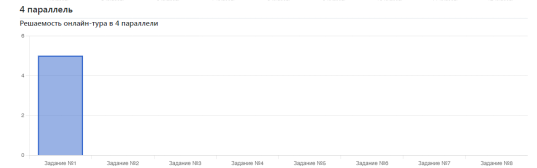 4 параллель
Решаемость онлайн-тура в 4 параллели
6
4
2
0
Задание №1 Задание №2 Задание №3 Задание №4 Задание №5 Задание №6 Задание №7 Задание №8